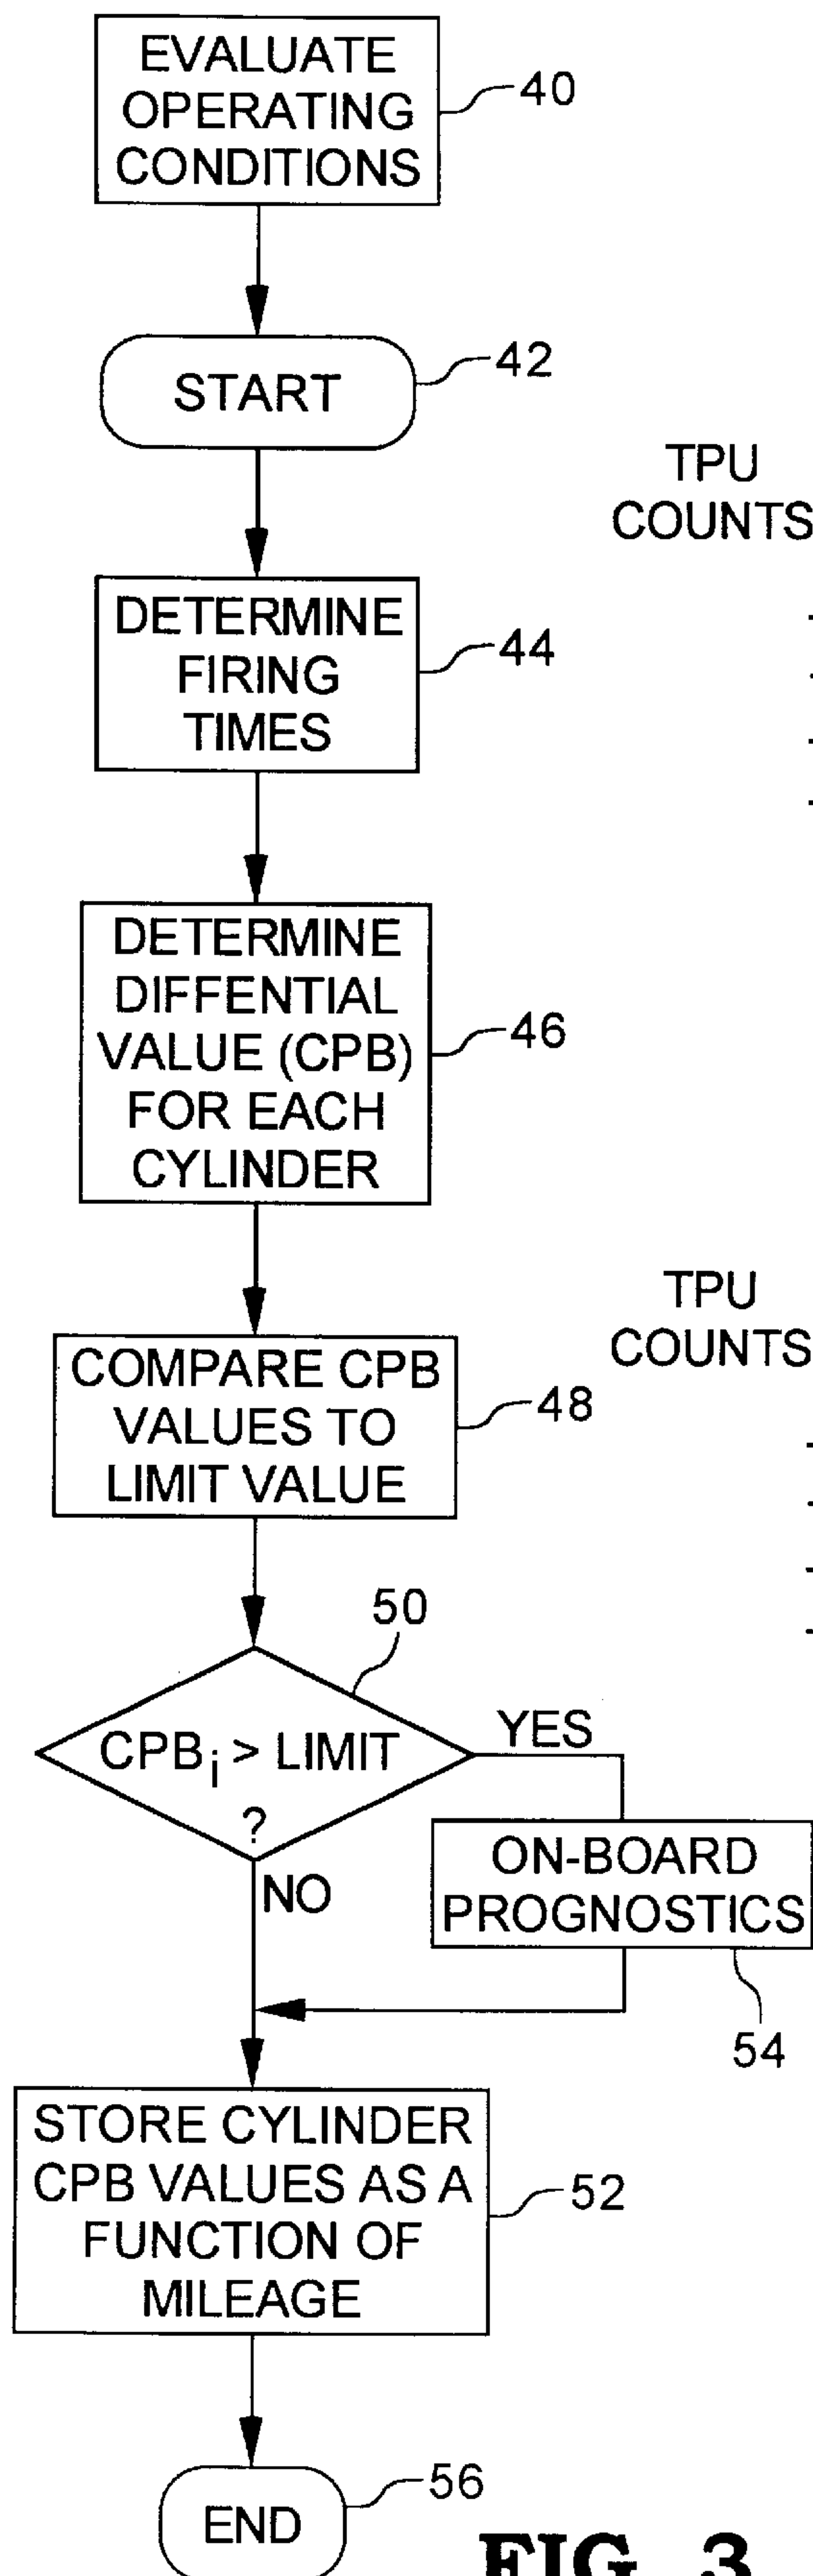 EVALUATE
OPERATING
CONDITIONS
40
START
42
TPU
COUNTS
DETERMINE
FIRING
TIMES
44
DETERMINE
DIFFENTIAL
VALUE (CPB)
FOR EACH
CYLINDER
46
TPU
COUNTS
COMPARE CPB
VALUES TO
LIMIT VALUE
48
50
CPBi > LIMIT
?
YES
NO
ON-BOARD
PROGNOSTICS
54
STORE CYLINDER
CPB VALUES AS A
FUNCTION OF
MILEAGE
52
END
56
FIG. 3